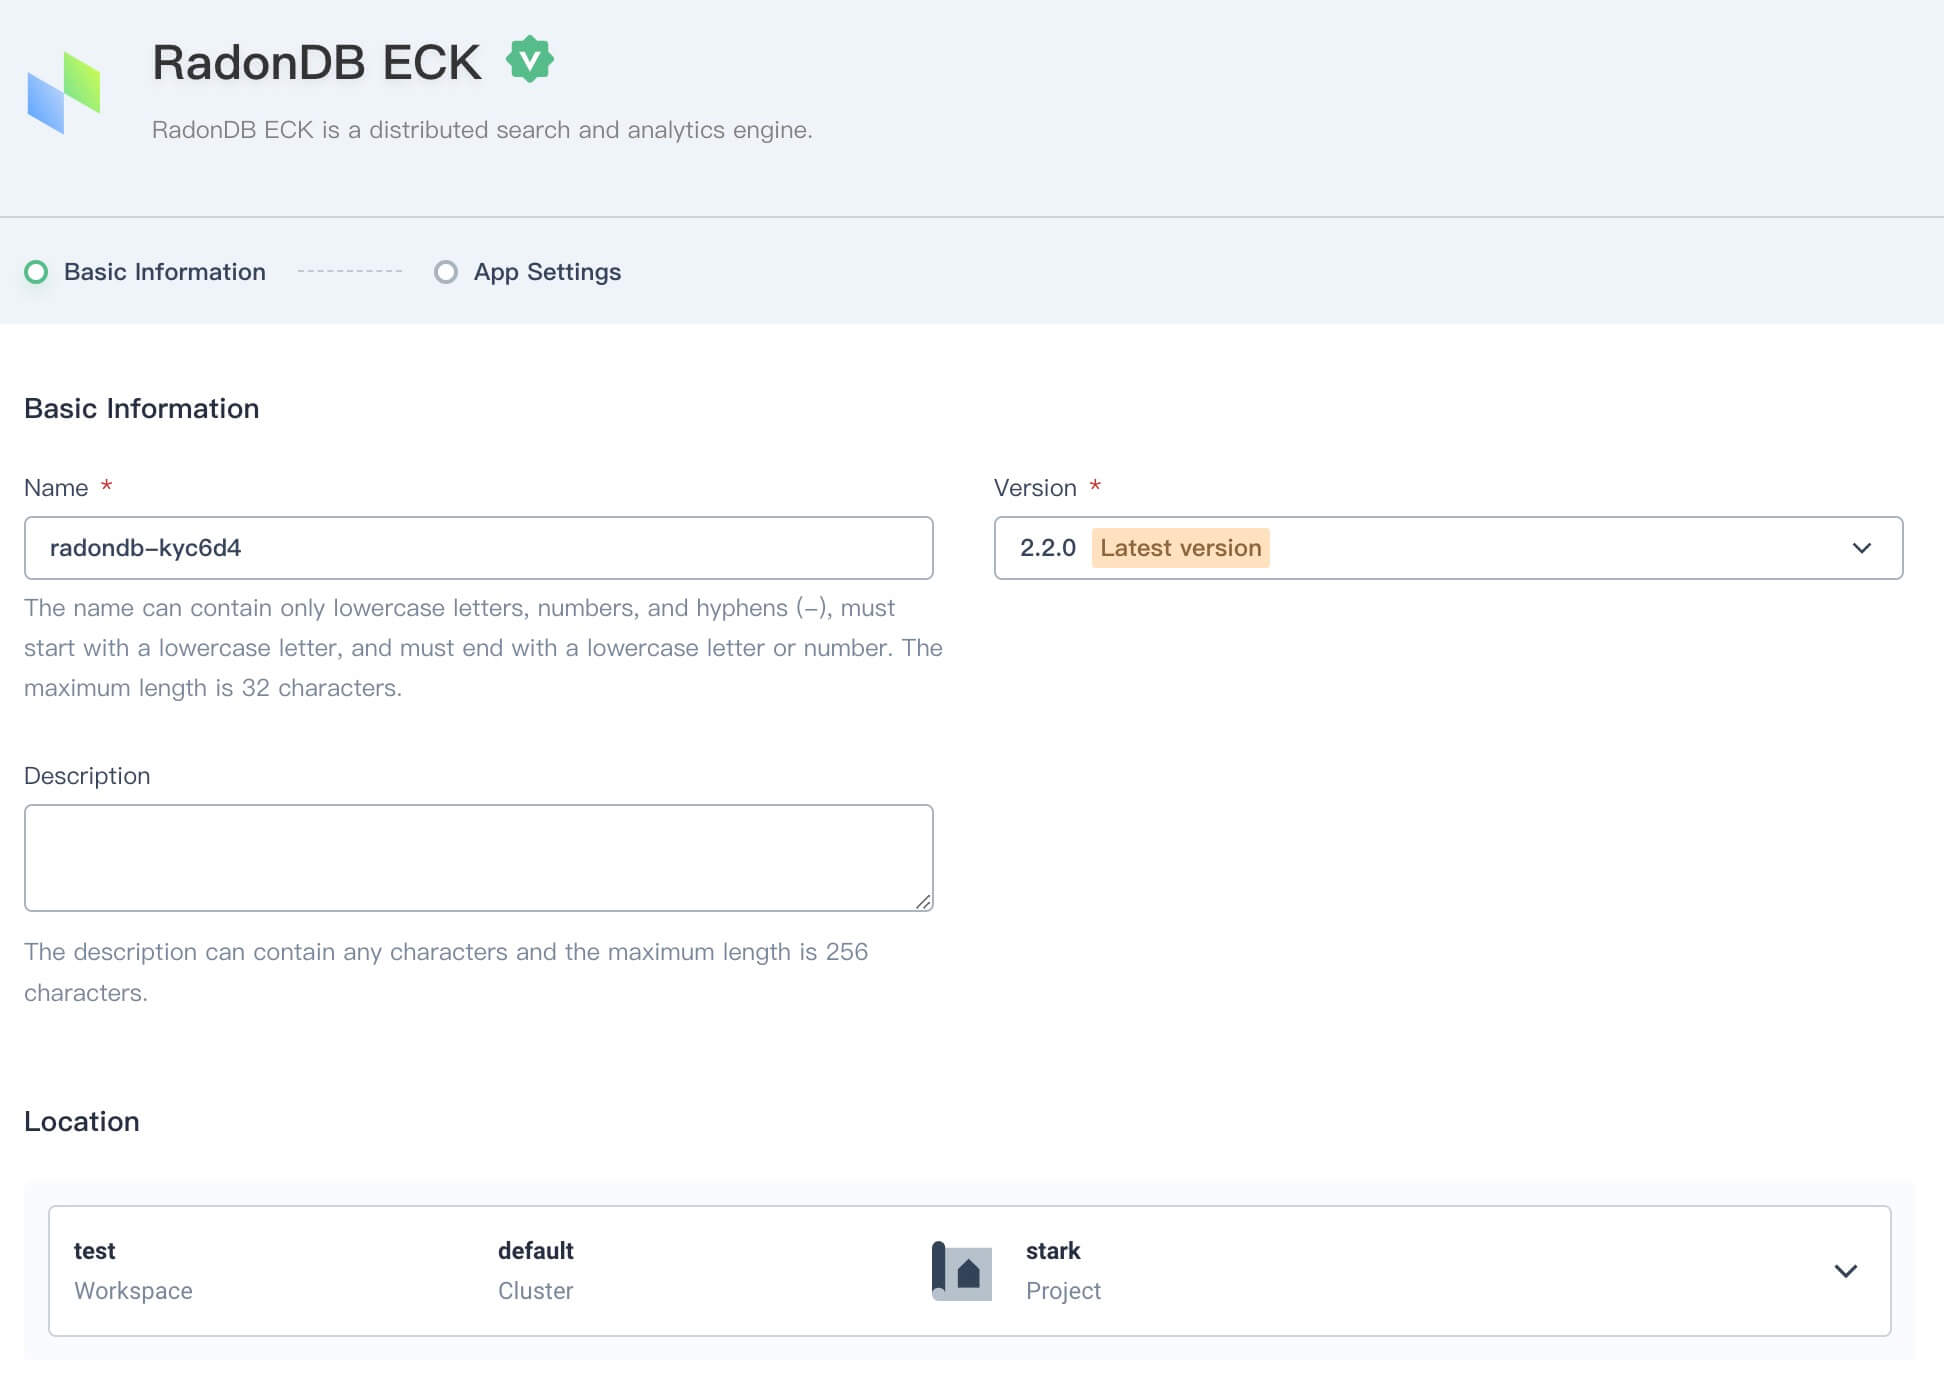 RadonDB ECK
RadonDB ECK is a distributed search and analytics engine.
Basic Information
App Settings
Basic Information
Name *
Version *
radondb-kyc6d4
2.2.0 Latest version
The name can contain only lowercase letters, numbers, and hyphens (-), must
start with a lowercase letter, and must end with a lowercase letter or number. The
maximum length is 32 characters.
Description
The description can contain any characters and the maximum length is 256
characters.
Location
test
Workspace
default
Cluster
stark
Project